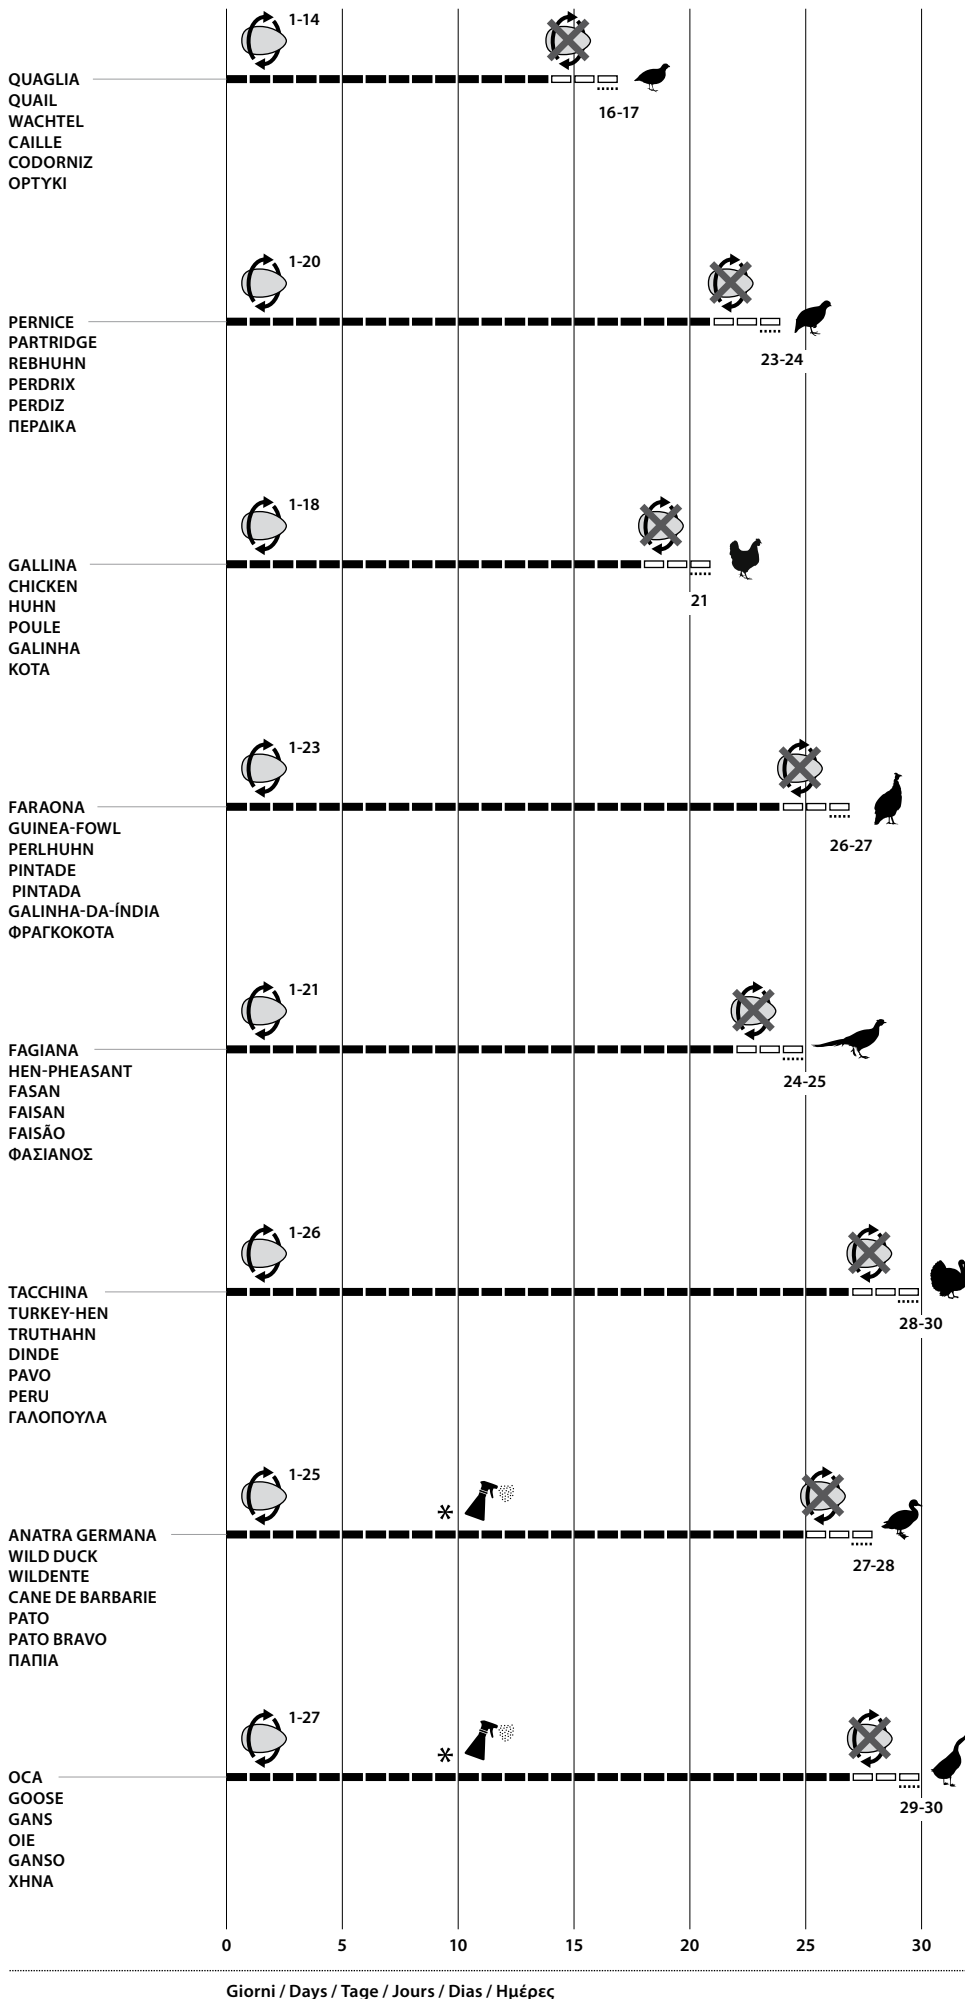 1-14
QUAGLIA
QUAIL
WACHTEL
CAILLE
CODORNIZ
ΟΡΤΥΚΙ
16-17
1-20
PERNICE
PARTRIDGE
REBHUHN
PERDRIX
PERDIZ
ΠΕΡΔΙΚΑ
23-24
1-18
GALLINA
CHICKEN
HUHN
POULE
GALINHA
ΚΟΤΑ
21
1-23
FARAONA
GUINEA-FOWL
PERLHUHN
PINTADE
PINTADA
GALINHA-DA-ÍNDIA
ΦΡΑΓΚΟΚΟΤΑ
26-27
1-21
FAGIANA
HEN-PHEASANT
FASAN
FAISAN
FAISÃO
ΦΑΣΙΑΝΟΣ
24-25
1-26
TACCHINA
TURKEY-HEN
TRUTHAHN
DINDE
PAVO
PERU
ΓΑΛΟΠΟΥΛΑ
28-30
1-25
*
ANATRA GERMANA
WILD DUCK
WILDENTE
CANE DE BARBARIE
PATO
PATO BRAVO
ΠΑΠΙΑ
27-28
1-27
*
OCA
GOOSE
GANS
OIE
GANSO
ΧΗΝΑ
29-30
0 5 10 15 20 25 30
Giorni / Days / Tage / Jours / Dias / Ημέρες